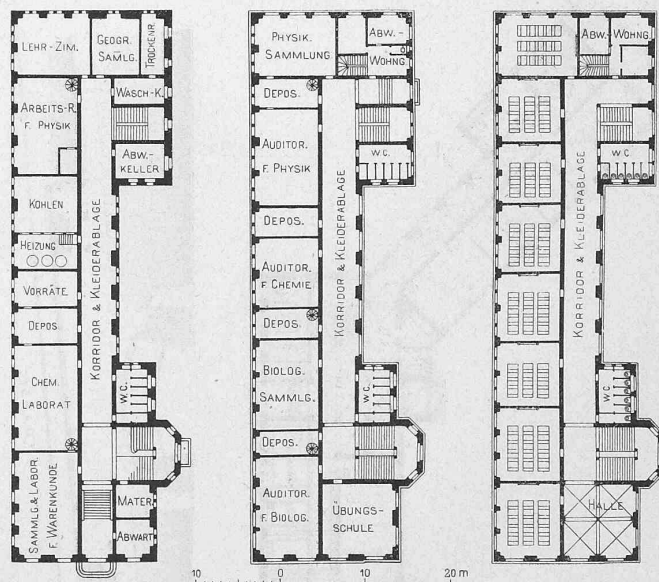 LEHR-ZIM.
GEOGR.
SAMLG.
TROCKENR.
ARBEITS-R.
F. PHYSIK
WASCH-K.
ABW.-
KELLER
KOHLEN
HEIZUNG
VORRÄTE
DEPOS.
CHEM.
LABORAT.
W.C.
KORRIDOR & KLEIDERABLAGE
SAMMLG. & LABOR.
F. WARENKUNDE
MATER.
ABWART
PHYSIK.
SAMMLUNG
ABW.-
WOHNG.
DEPOS.
AUDITOR.
F. PHYSIK
W.C.
DEPOS.
AUDITOR.
F. CHEMIE.
DEPOS.
BIOLOG.
SAMMLG.
W.C.
DEPOS.
KORRIDOR & KLEIDERABLAGE
AUDITOR.
F. BIOLOG.
ÜBUNGS-
SCHULE
ABW.-
WOHNG.
W.C.
KORRIDOR & KLEIDERABLAGE
W.C.
HALLE
10 0 10 20 m